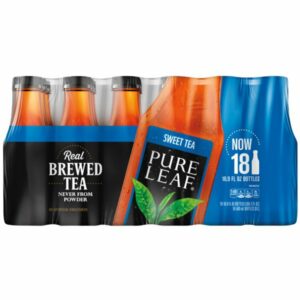 Real
BREWED
TEA
NEVER FROM
POWDER
SWEET TEA
PURE
LEAF
NOW
18
16.9 FL OZ BOTTLES